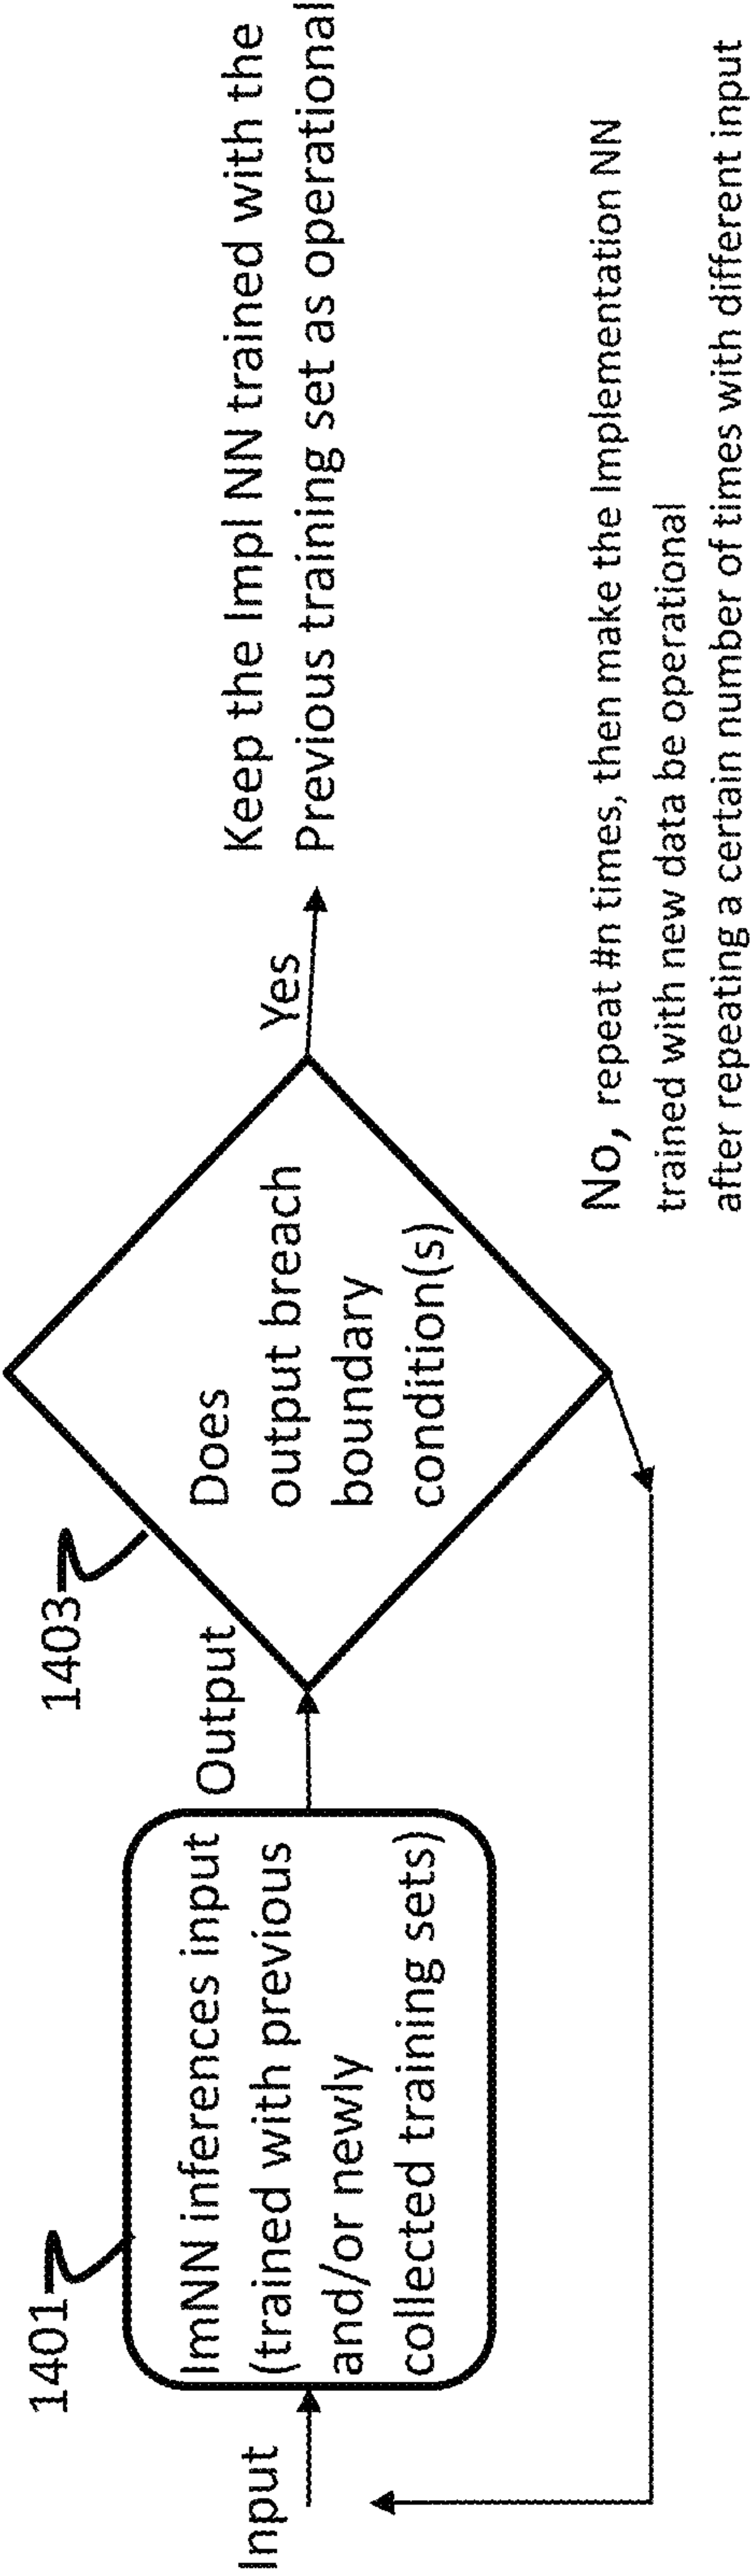 Input
1401
ImNN inferences input
(trained with previous
and/or newly
collected training sets)
Output
1403
Does
output breach
boundary
condition(s)
Yes
Keep the Impl NN trained with the
Previous training set as operational
No, repeat #n times, then make the Implementation NN
trained with new data be operational
after repeating a certain number of times with different input